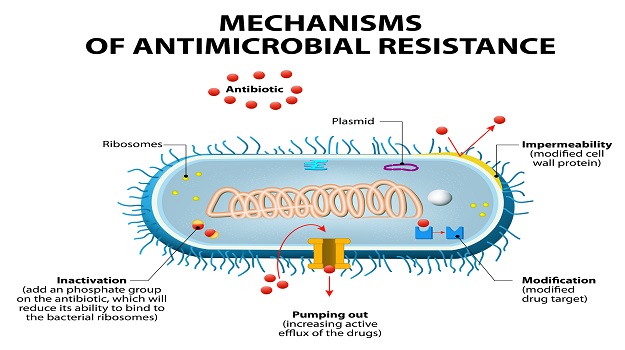 MECHANISMS
OF ANTIMICROBIAL RESISTANCE
Antibiotic
Plasmid
Ribosomes
Impermeability
(modified cell
wall protein)
Inactivation
(add an phosphate group
on the antibiotic, which will
reduce its ability to bind to
the bacterial ribosomes)
Pumping out
(increasing active
efflux of the drugs)
Modification
(modified
drug target)